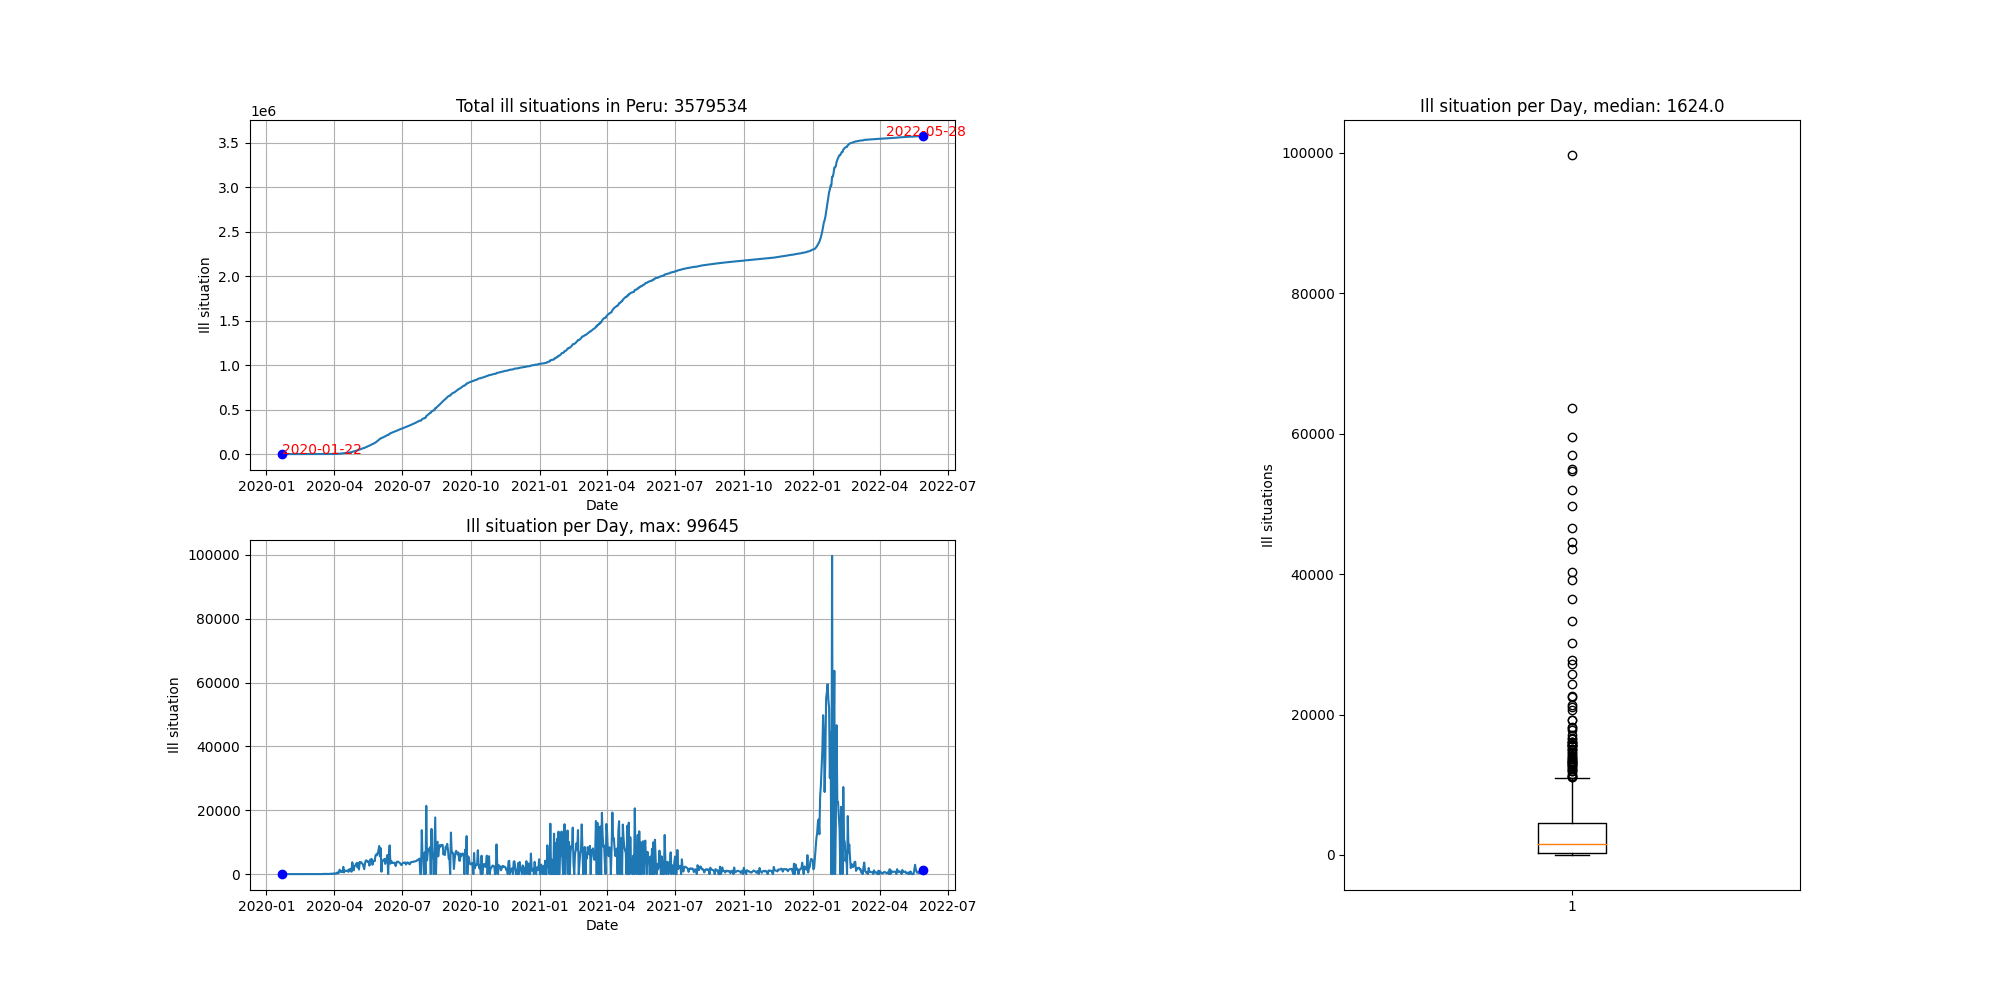 Total ill situations in Peru: 3579534
1e6
3.5
3.0
2.5
2.0
1.5
1.0
0.5
0.0
Ill situation
2020-01-22
2022-05-28
2020-01 2020-04 2020-07 2020-10 2021-01 2021-04 2021-07 2021-10 2022-01 2022-04 2022-07
Date
Ill situation per Day, max: 99645
100000
80000
60000
40000
20000
0
Ill situation
2020-01 2020-04 2020-07 2020-10 2021-01 2021-04 2021-07 2021-10 2022-01 2022-04 2022-07
Date
Ill situation per Day, median: 1624.0
100000
80000
60000
40000
20000
0
Ill situations
1